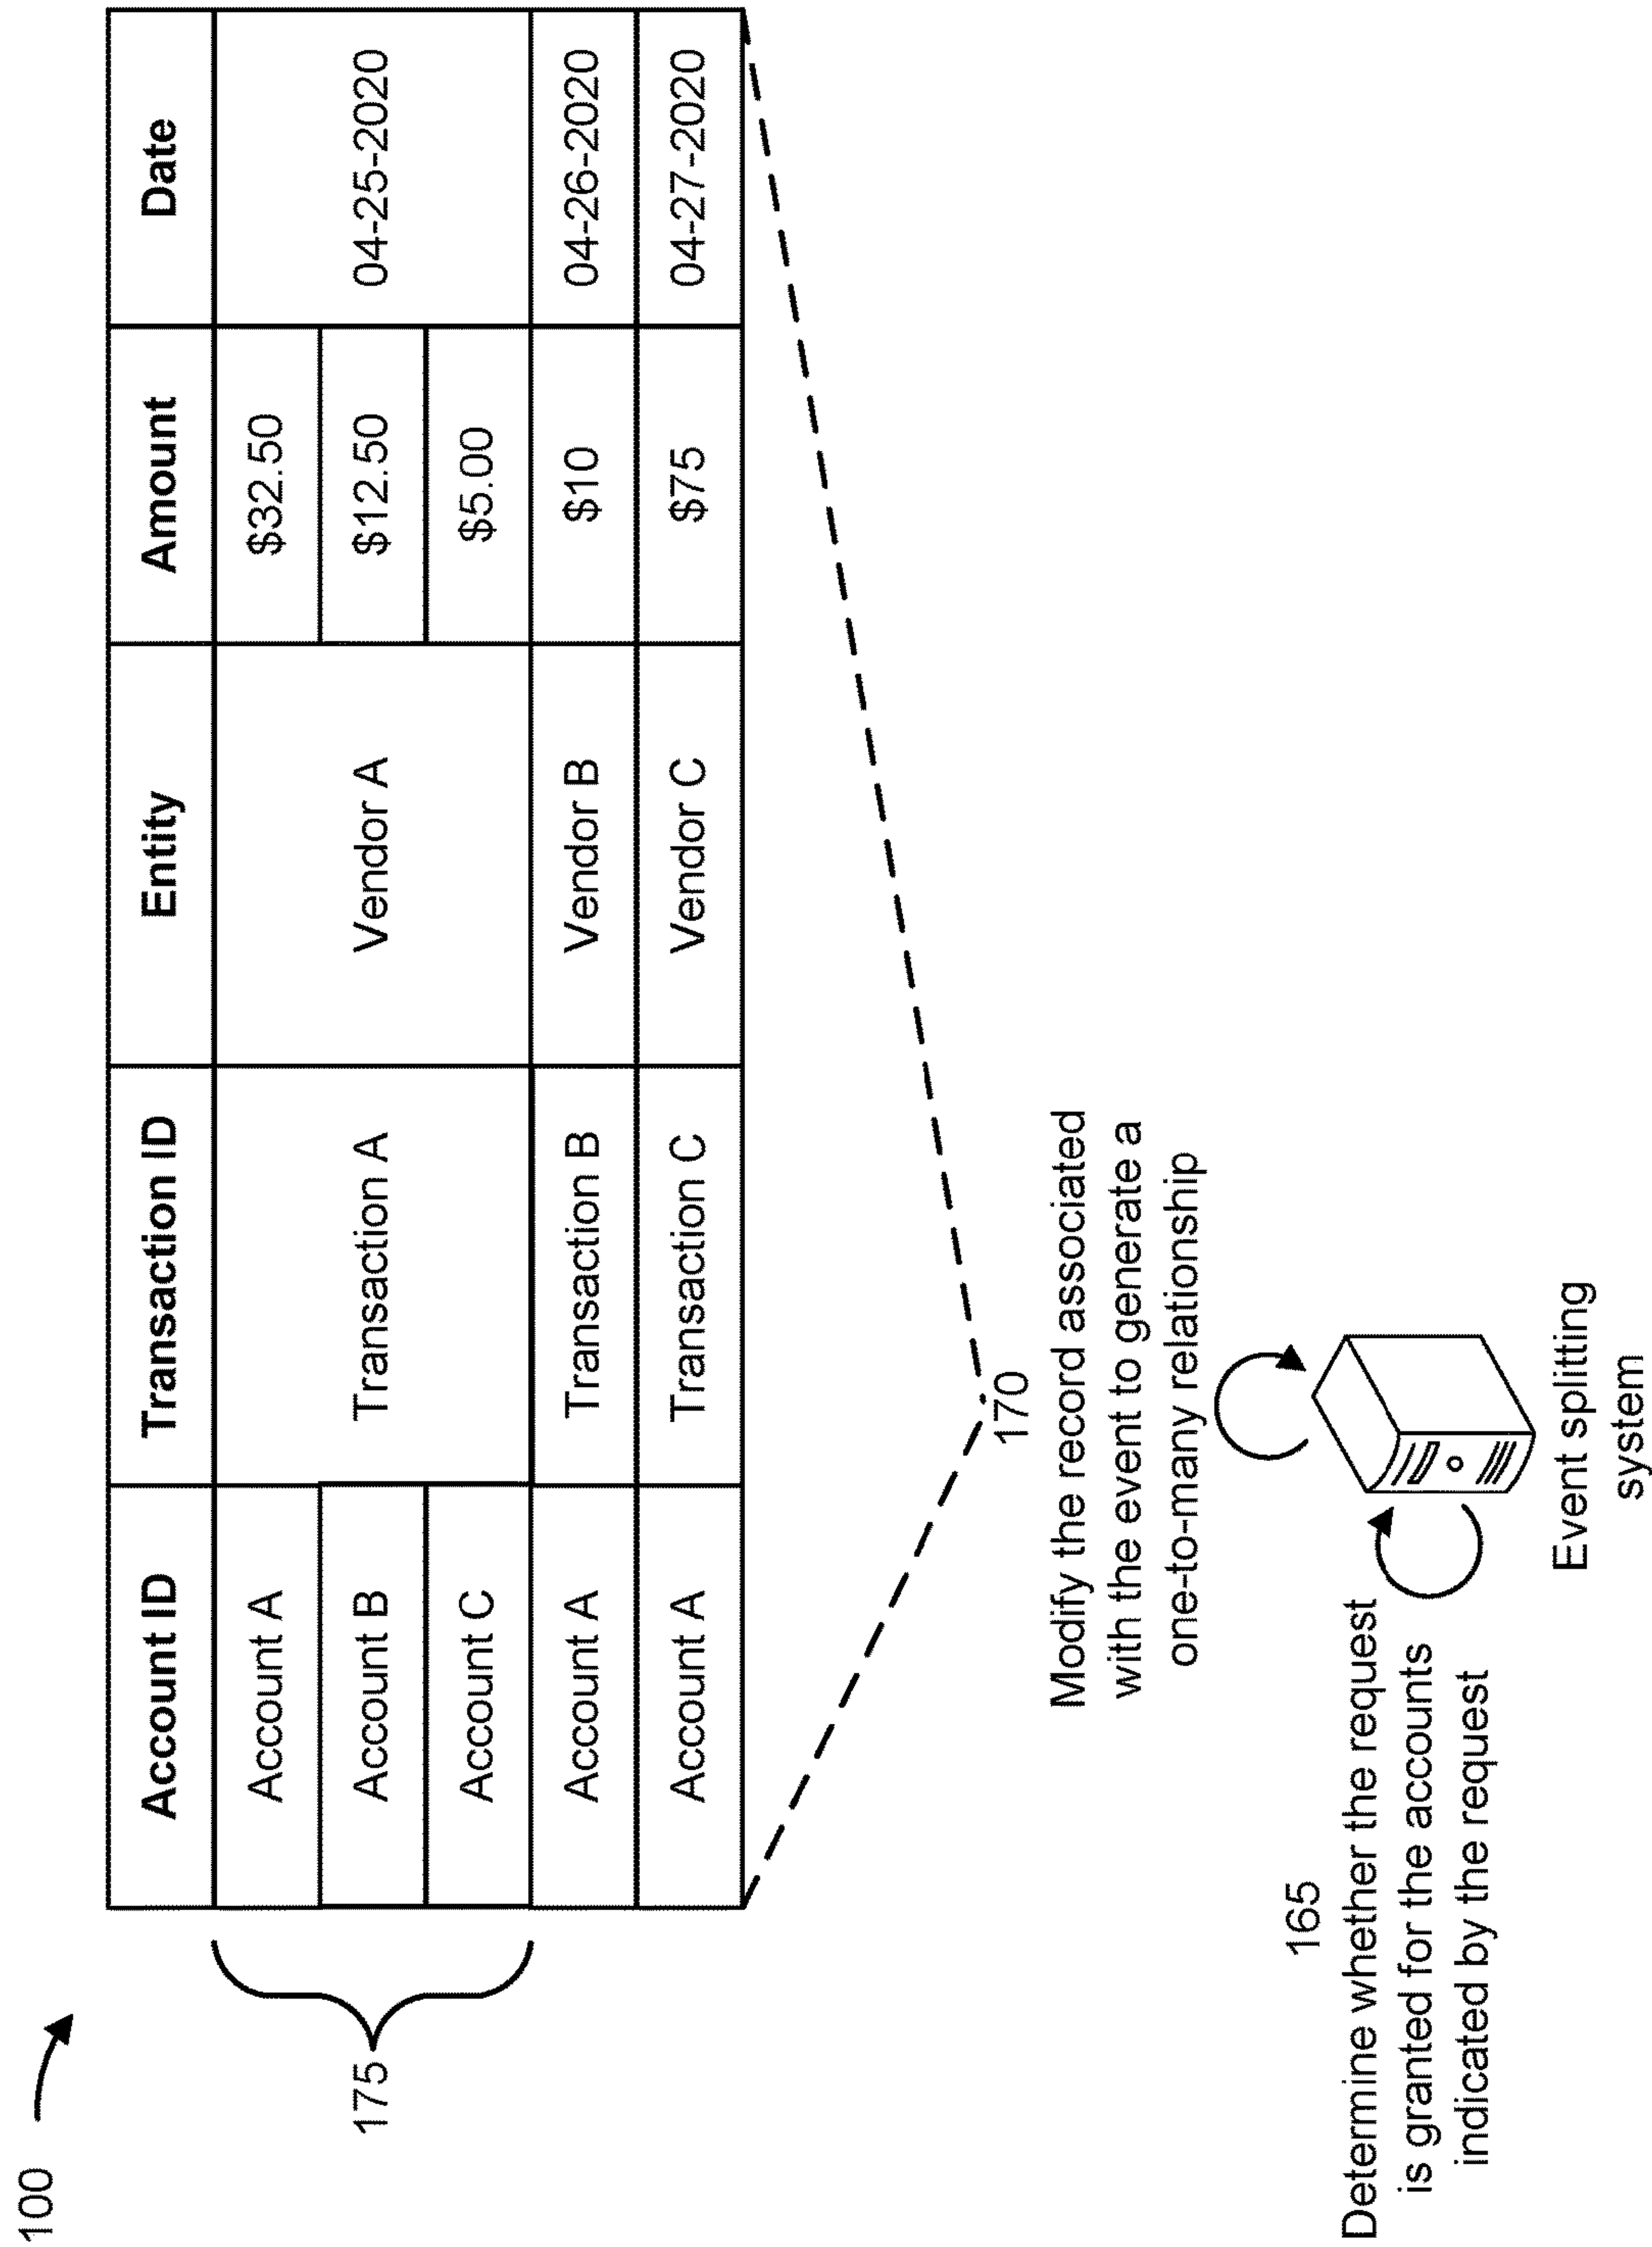 100
Account ID Transaction ID Entity Amount Date
Account A $32.50
175 Account B Transaction A Vendor A $12.50 04-25-2020
Account C $5.00
Account A Transaction B Vendor B $10 04-26-2020
Account A Transaction C Vendor C $75 04-27-2020
170
Modify the record associated
with the event to generate a
one-to-many relationship
165
Determine whether the request
is granted for the accounts
indicated by the request
Event splitting
system